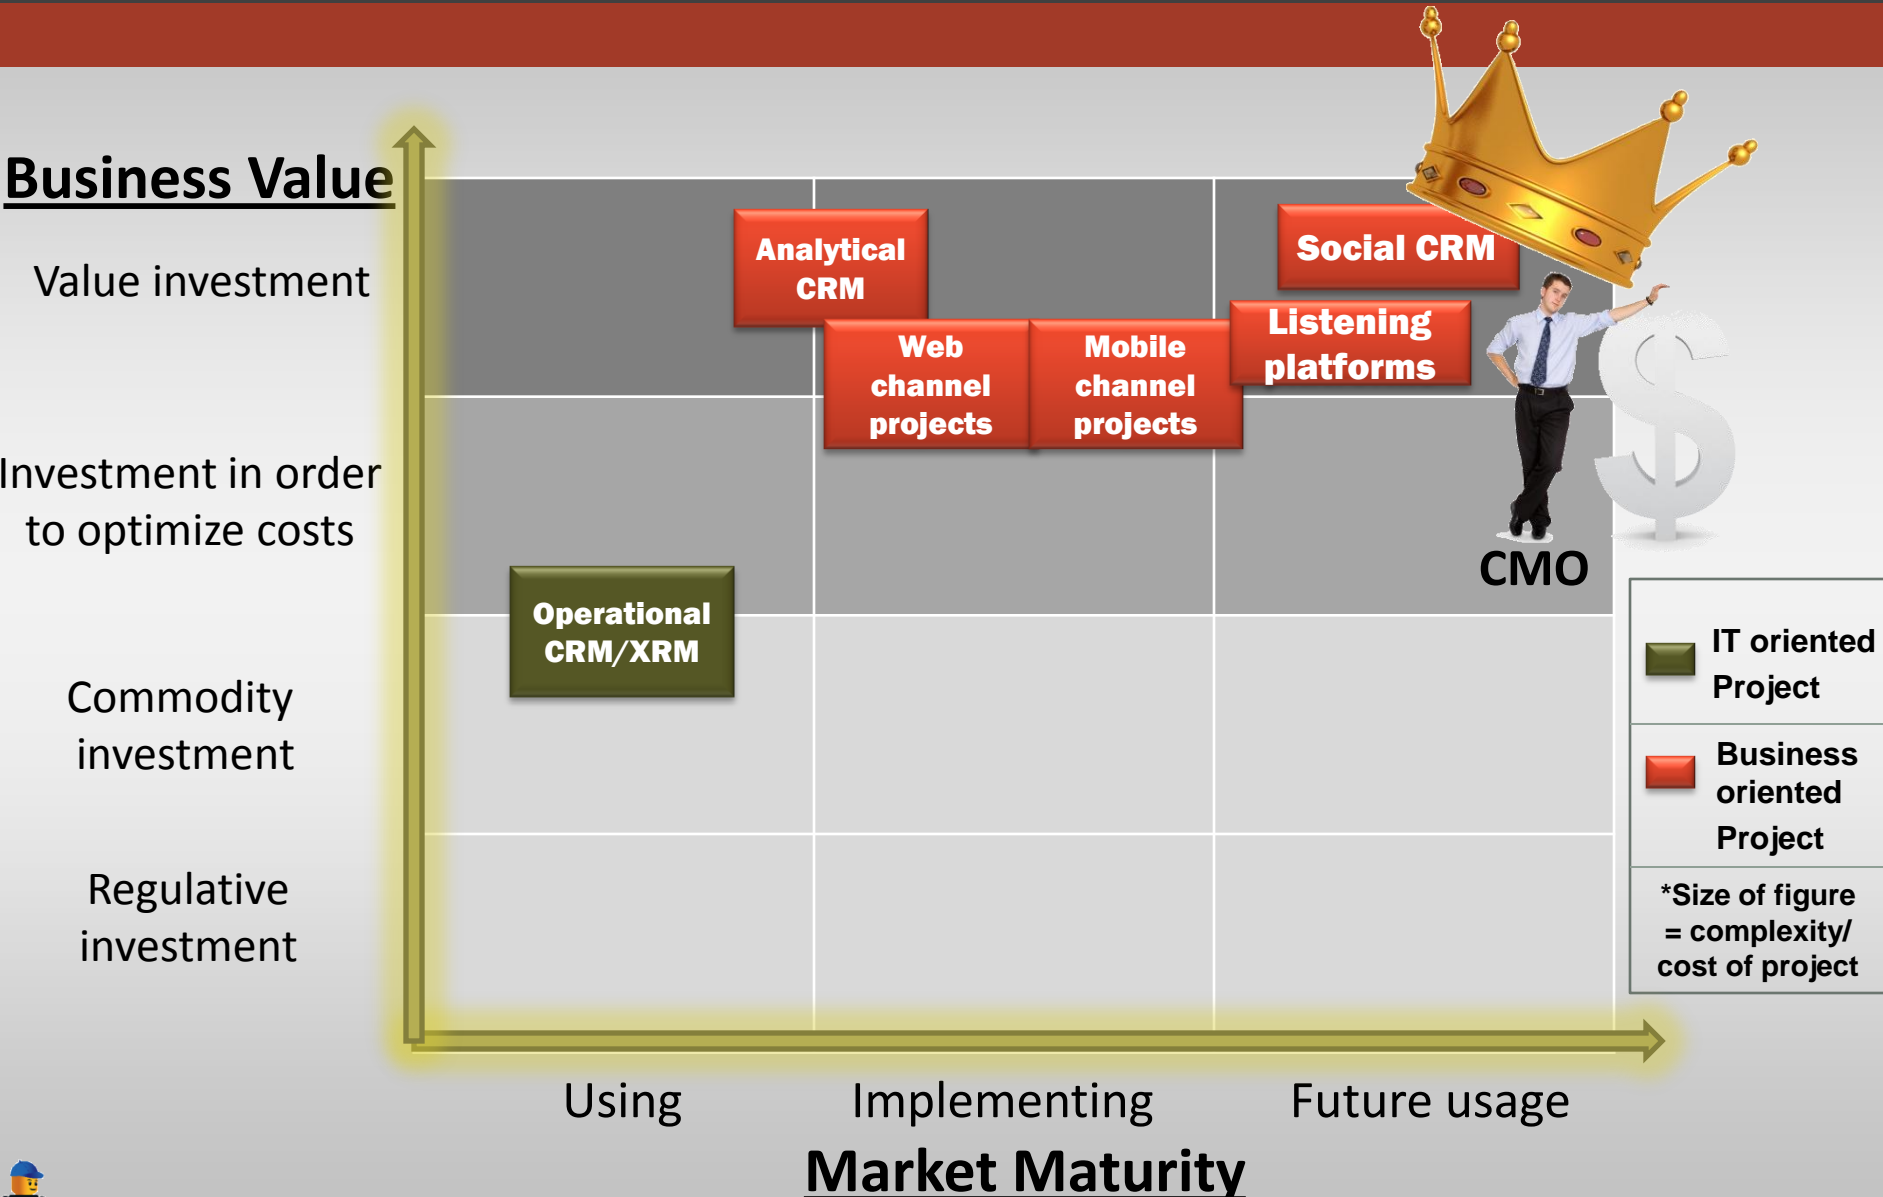 Business Value
Value investment
Investment in order
to optimize costs
Commodity
investment
Regulative
investment
Analytical
CRM
Web
channel
projects
Mobile
channel
projects
Social CRM
Listening
platforms
Operational
CRM/XRM
CMO
IT oriented
Project
Business
oriented
Project
*Size of figure
= complexity/
cost of project
Using
Implementing
Future usage
Market Maturity